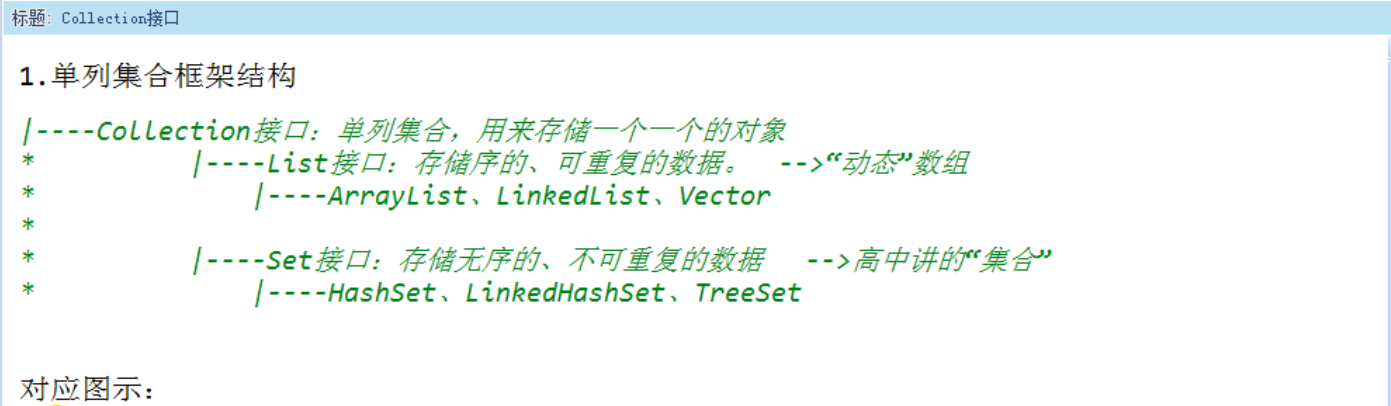 标题: Collection接口
1.单列集合框架结构
|----Collection接口：单列集合，用来存储一个一个的对象
* |----List接口：存储序的、可重复的数据。 -->“动态”数组
* |----ArrayList、LinkedList、Vector
*
* |----Set接口：存储无序的、不可重复的数据 -->高中讲的“集合”
* |----HashSet、LinkedHashSet、TreeSet
对应图示：